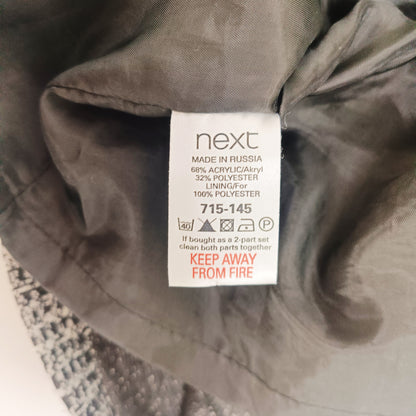 next
MADE IN RUSSIA
68% ACRYLIC/Akryl
32% POLYESTER
LINING/For
100% POLYESTER
715-145
40 P
If bought as a 2-part set
clean both parts together
KEEP AWAY
FROM FIRE